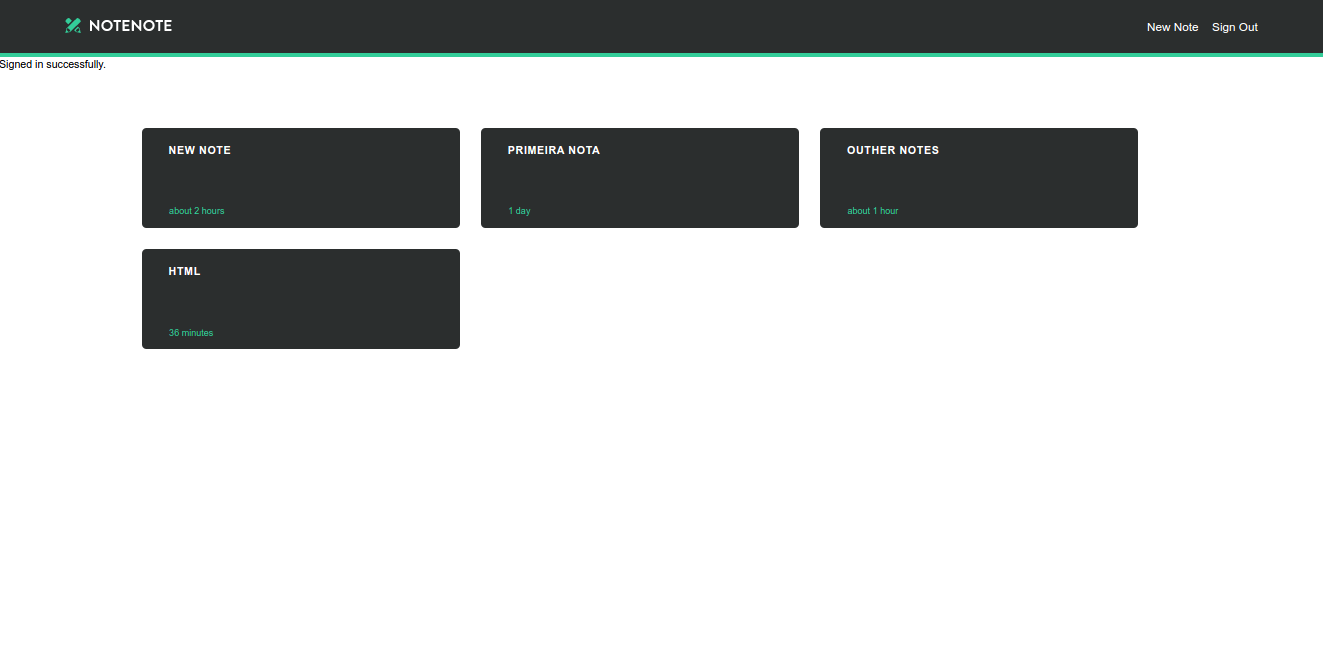 NOTENOTE
New Note Sign Out
Signed in successfully.
NEW NOTE
about 2 hours
PRIMEIRA NOTA
1 day
OUTHER NOTES
about 1 hour
HTML
36 minutes